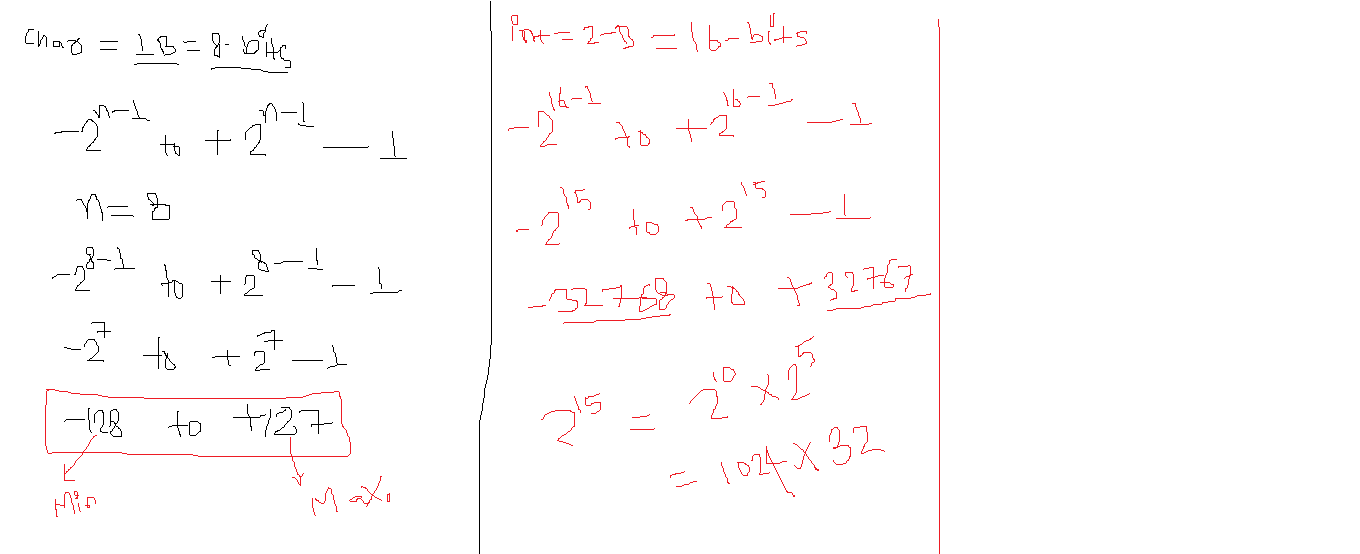 char = 1B = 8-bits
-2^(n-1) to +2^(n-1) - 1
n = 8
-2^(8-1) to +2^(8-1) - 1
-2^7 to +2^7 - 1
-128 to +127
Min Max.
int = 2-B = 16-bits
-2^(16-1) to +2^(16-1) - 1
-2^15 to +2^15 - 1
-32768 to +32767
2^15 = 2^10 × 2^5
= 1024 × 32